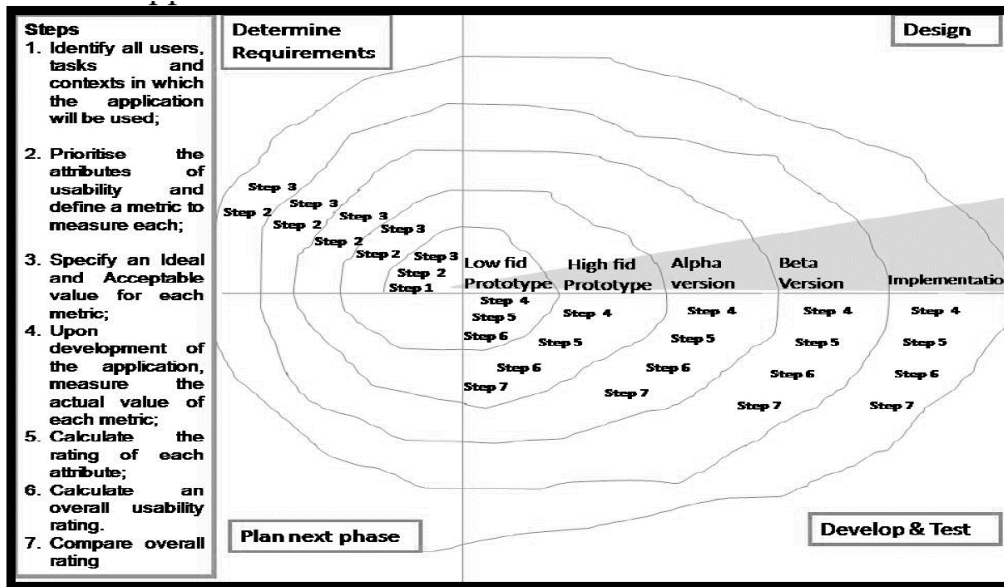 Steps
1. Identify all users,
tasks and
contexts in which
the application
will be used;
2. Prioritise the
attributes of
usability and
define a metric to
measure each;
3. Specify an Ideal
and Acceptable
value for each
metric;
4. Upon
development of
the application,
measure the
actual value of
each metric;
5. Calculate the
rating of each
attribute;
6. Calculate an
overall usability
rating.
7. Compare overall
rating
Determine
Requirements
Design
Step 3
Step 2
Step 3
Step 2
Step 3
Step 2
Step 3
Step 2
Step 3
Step 2
Step 1
Low fid
Prototype
High fid
Prototype
Alpha
version
Beta
Version
Implementatio
Step 4
Step 5
Step 6
Step 7
Step 4
Step 5
Step 6
Step 7
Step 4
Step 5
Step 6
Step 4
Step 5
Step 6
Step 7
Step 4
Step 5
Step 6
Step 7
Plan next phase
Develop & Test